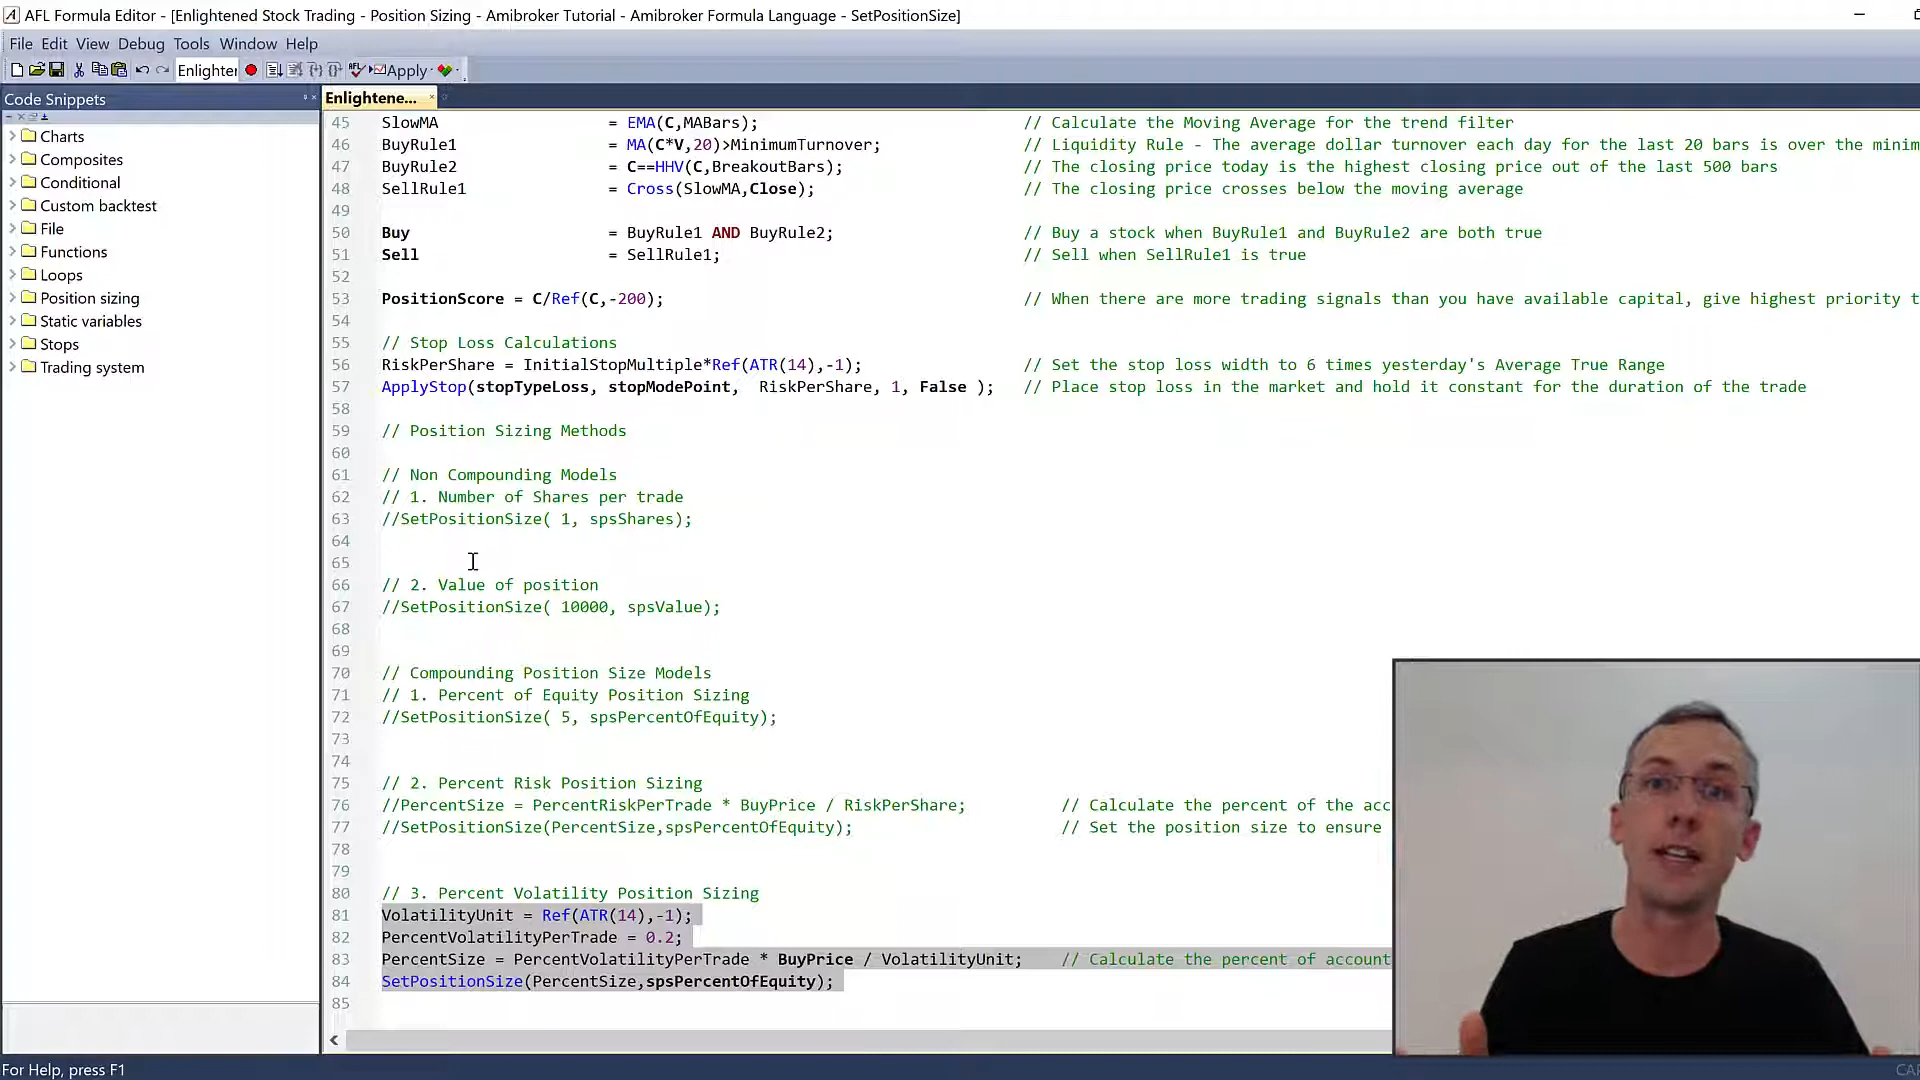 AFL Formula Editor - [Enlightened Stock Trading - Position Sizing - Amibroker Tutorial - Amibroker Formula Language - SetPositionSize]
File Edit View Debug Tools Window Help
Enlighter Apply
Code Snippets
Charts
Composites
Conditional
Custom backtest
File
Functions
Loops
Position sizing
Static variables
Stops
Trading system
Enlightene...
45 SlowMA = EMA(C,MABars); // Calculate the Moving Average for the trend filter
46 BuyRule1 = MA(C*V,20)>MinimumTurnover; // Liquidity Rule - The average dollar turnover each day for the last 20 bars is over the minim
47 BuyRule2 = C==HHV(C,BreakoutBars); // The closing price today is the highest closing price out of the last 500 bars
48 SellRule1 = Cross(SlowMA,Close); // The closing price crosses below the moving average
49
50 Buy = BuyRule1 AND BuyRule2; // Buy a stock when BuyRule1 and BuyRule2 are both true
51 Sell = SellRule1; // Sell when SellRule1 is true
52
53 PositionScore = C/Ref(C,-200); // When there are more trading signals than you have available capital, give highest priority t
54
55 // Stop Loss Calculations
56 RiskPerShare = InitialStopMultiple*Ref(ATR(14),-1); // Set the stop loss width to 6 times yesterday's Average True Range
57 ApplyStop(stopTypeLoss, stopModePoint, RiskPerShare, 1, False ); // Place stop loss in the market and hold it constant for the duration of the trade
58
59 // Position Sizing Methods
60
61 // Non Compounding Models
62 // 1. Number of Shares per trade
63 //SetPositionSize( 1, spsShares);
64
65
66 // 2. Value of position
67 //SetPositionSize( 10000, spsValue);
68
69
70 // Compounding Position Size Models
71 // 1. Percent of Equity Position Sizing
72 //SetPositionSize( 5, spsPercentOfEquity);
73
74
75 // 2. Percent Risk Position Sizing
76 //PercentSize = PercentRiskPerTrade * BuyPrice / RiskPerShare; // Calculate the percent of the acc
77 //SetPositionSize(PercentSize,spsPercentOfEquity); // Set the position size to ensure
78
79
80 // 3. Percent Volatility Position Sizing
81 VolatilityUnit = Ref(ATR(14),-1);
82 PercentVolatilityPerTrade = 0.2;
83 PercentSize = PercentVolatilityPerTrade * BuyPrice / VolatilityUnit; // Calculate the percent of account
84 SetPositionSize(PercentSize,spsPercentOfEquity);
85
For Help, press F1